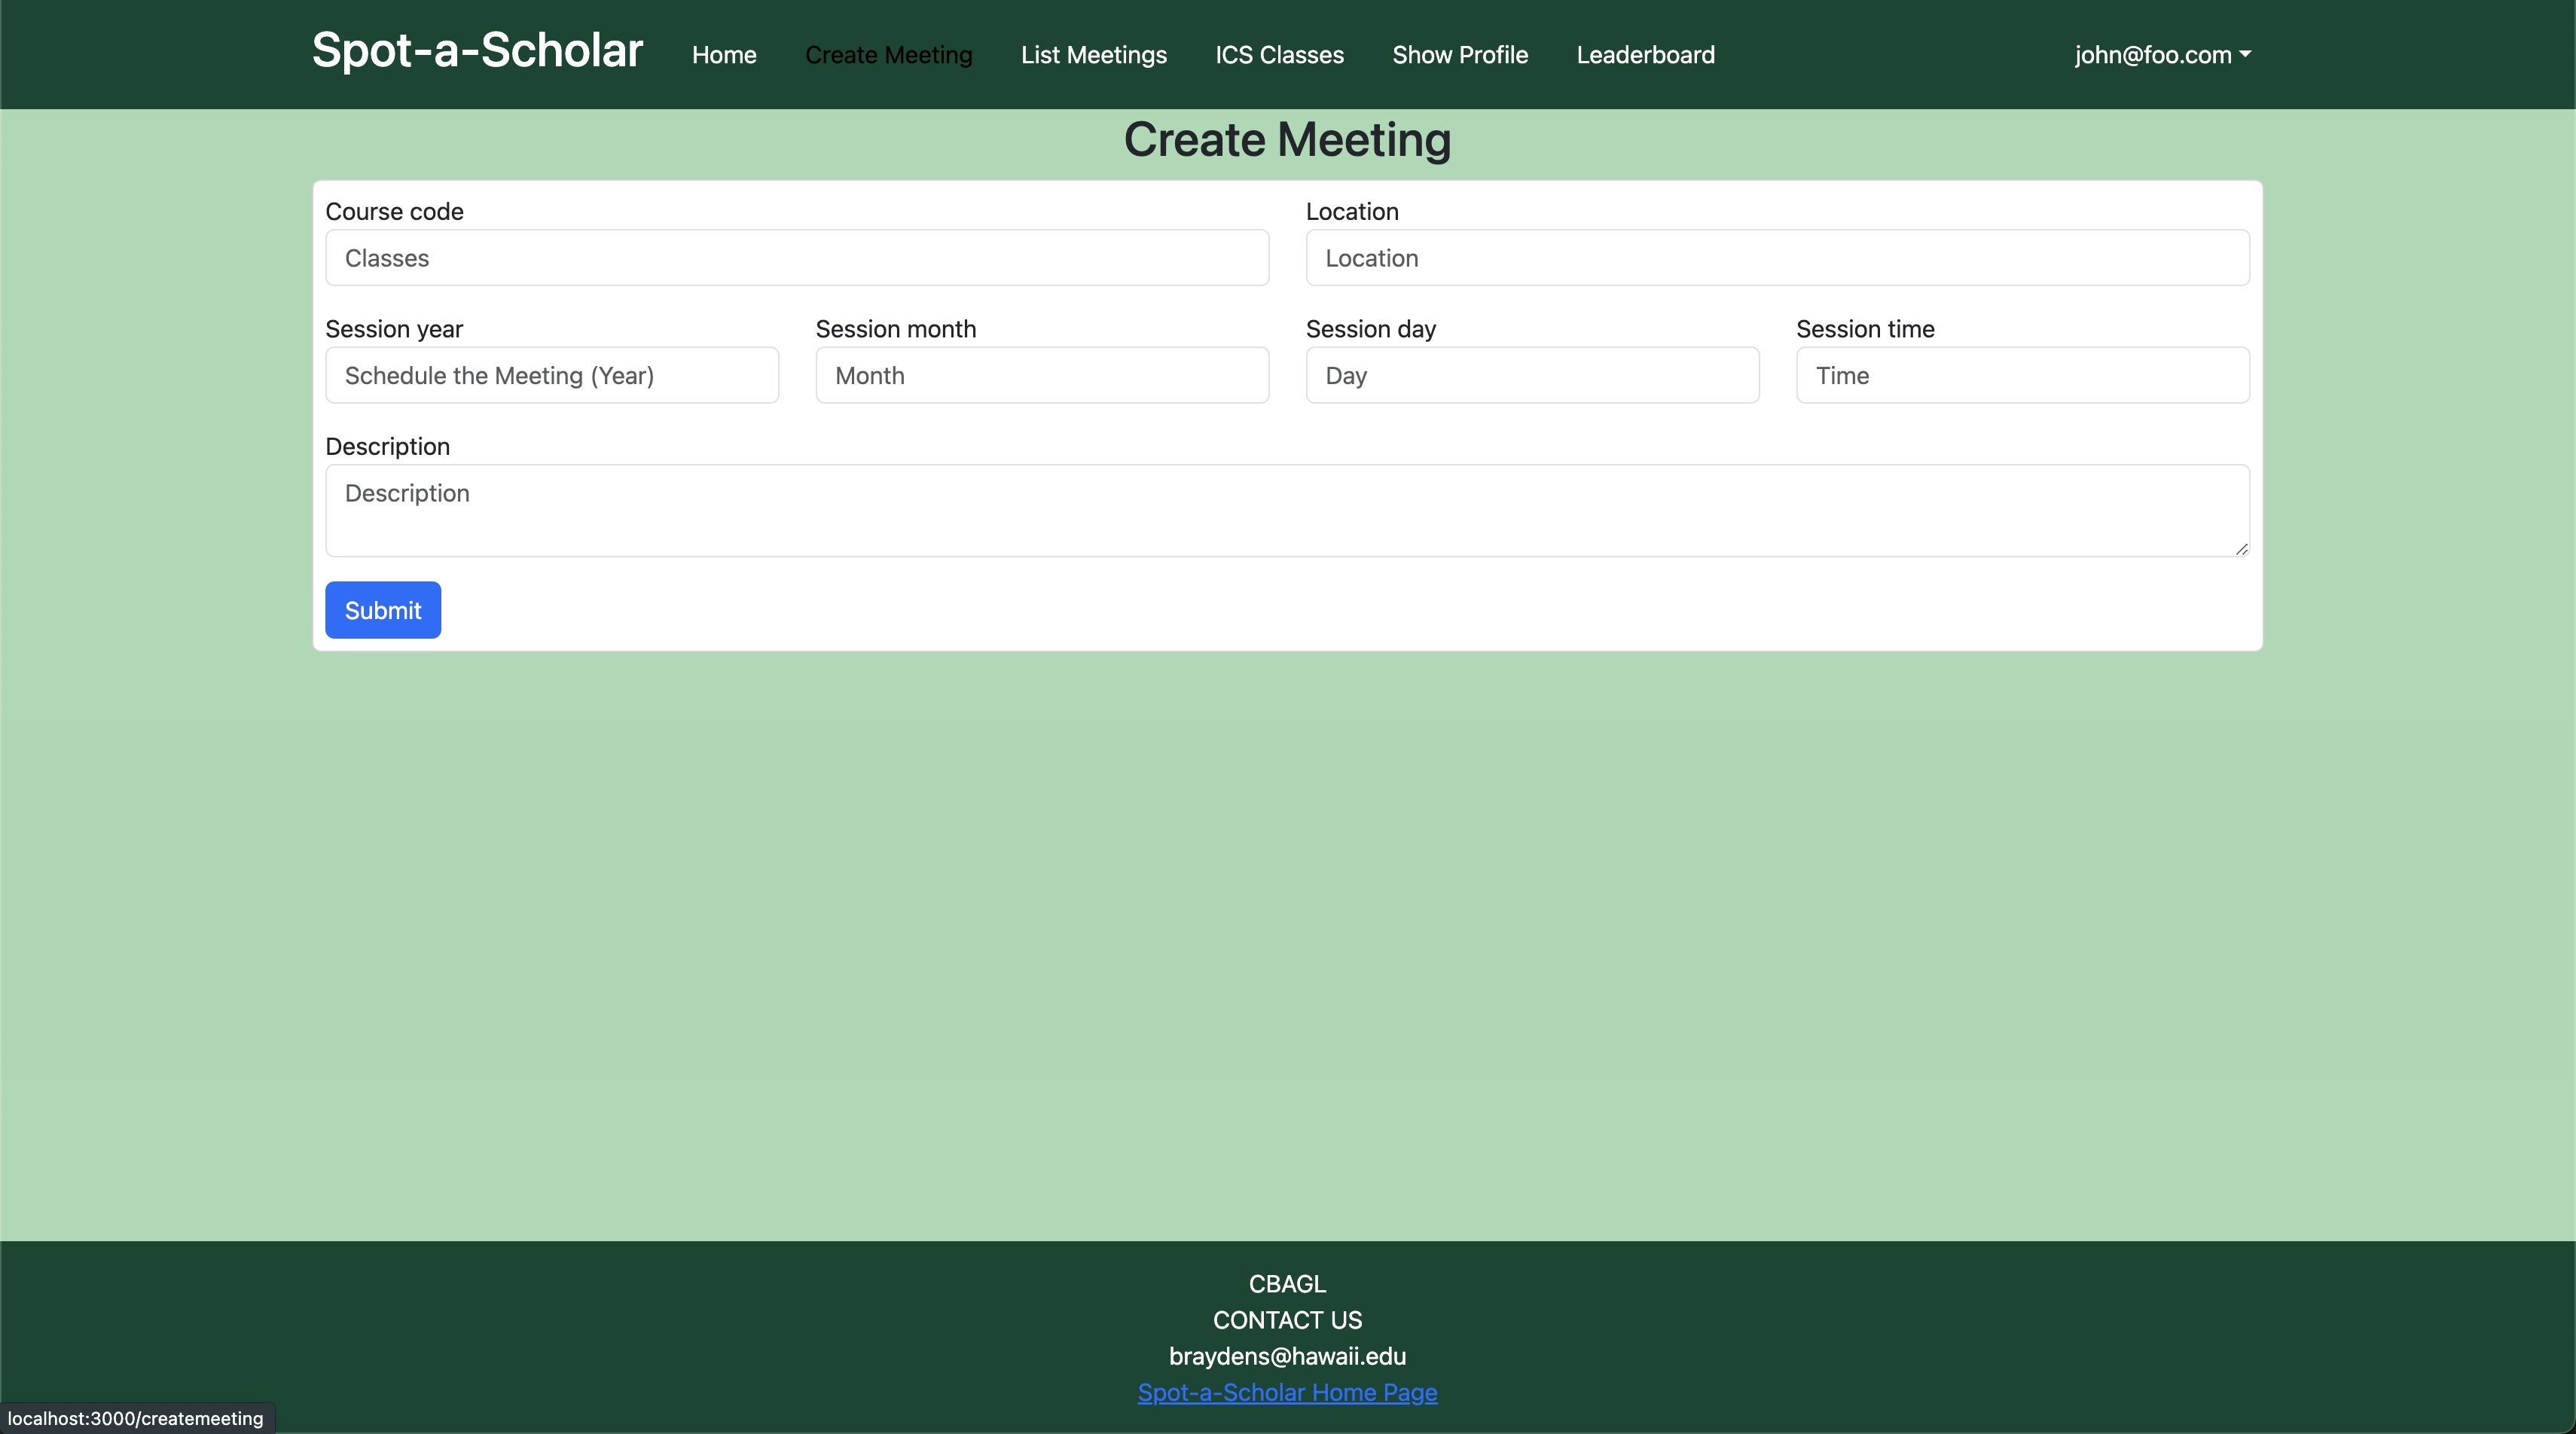 Spot-a-Scholar Home Create Meeting List Meetings ICS Classes Show Profile Leaderboard john@foo.com
Create Meeting
Course code Location
Classes Location
Session year Session month Session day Session time
Schedule the Meeting (Year) Month Day Time
Description
Description
Submit
CBAGL
CONTACT US
braydens@hawaii.edu
Spot-a-Scholar Home Page
localhost:3000/createmeeting